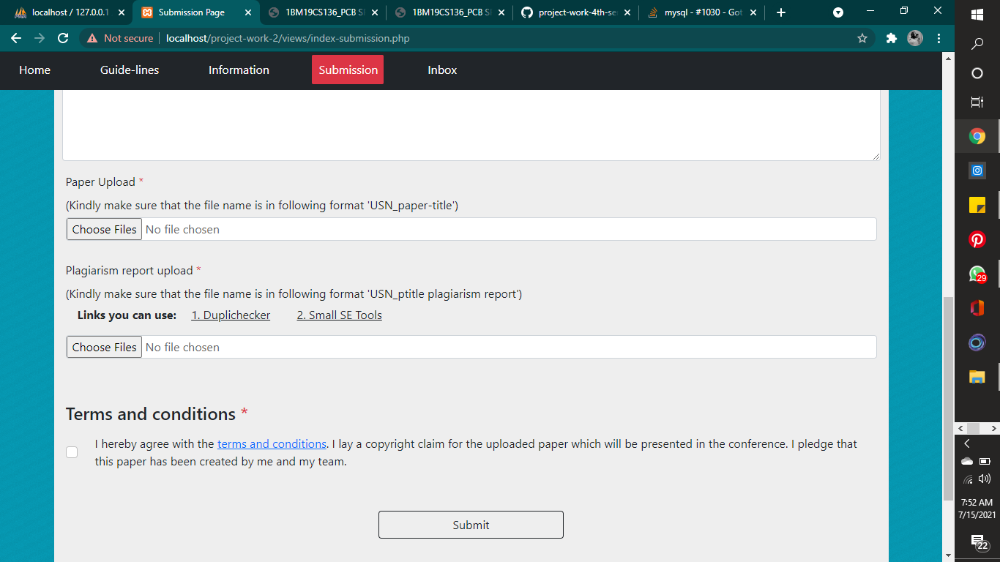 localhost / 127.0.0.1
Submission Page
1BM19CS136_PCB
1BM19CS136_PCB
project-work-4th-se
mysql - #1030 - Got
Not secure
localhost/project-work-2/views/index-submission.php
Home
Guide-lines
Information
Submission
Inbox
Paper Upload *
(Kindly make sure that the file name is in following format 'USN_paper-title')
Choose Files No file chosen
Plagiarism report upload *
(Kindly make sure that the file name is in following format 'USN_ptitle plagiarism report')
Links you can use: 1. Duplichecker 2. Small SE Tools
Choose Files No file chosen
Terms and conditions *
I hereby agree with the terms and conditions. I lay a copyright claim for the uploaded paper which will be presented in the conference. I pledge that
this paper has been created by me and my team.
Submit
29
7:52 AM
7/15/2021
22